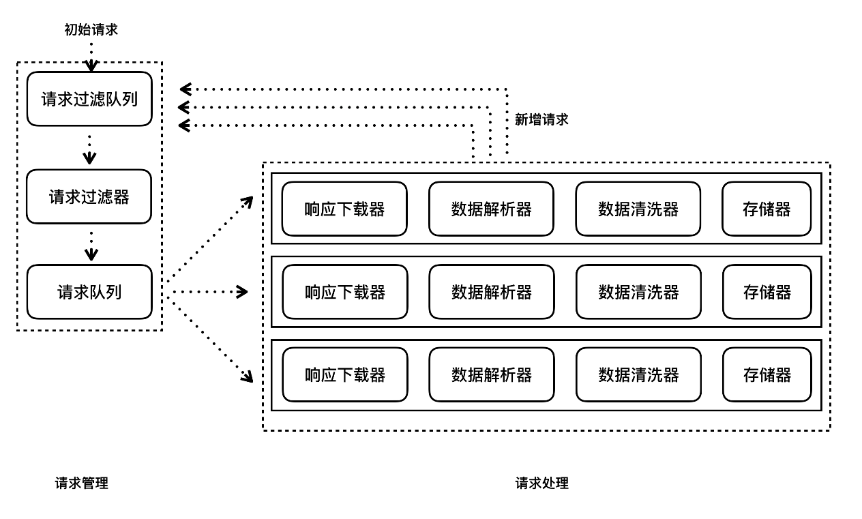 初始请求
请求过滤队列
新增请求
请求过滤器
响应下载器 数据解析器 数据清洗器 存储器
请求队列
响应下载器 数据解析器 数据清洗器 存储器
响应下载器 数据解析器 数据清洗器 存储器
请求管理
请求处理